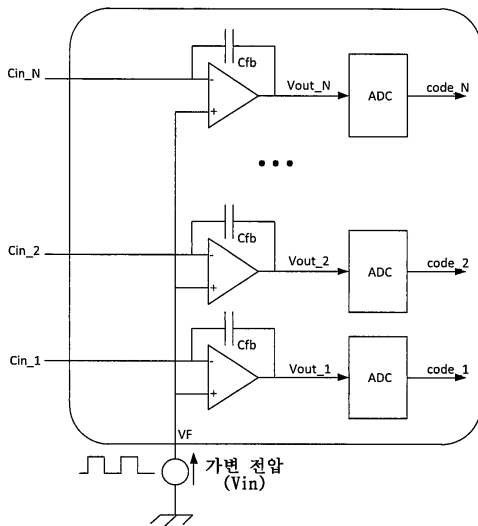 Cin_N
Cfb
-
+
Vout_N
ADC
code_N
Cin_2
Cfb
-
+
Vout_2
ADC
code_2
Cin_1
Cfb
-
+
Vout_1
ADC
code_1
VF
가변 전압
(Vin)